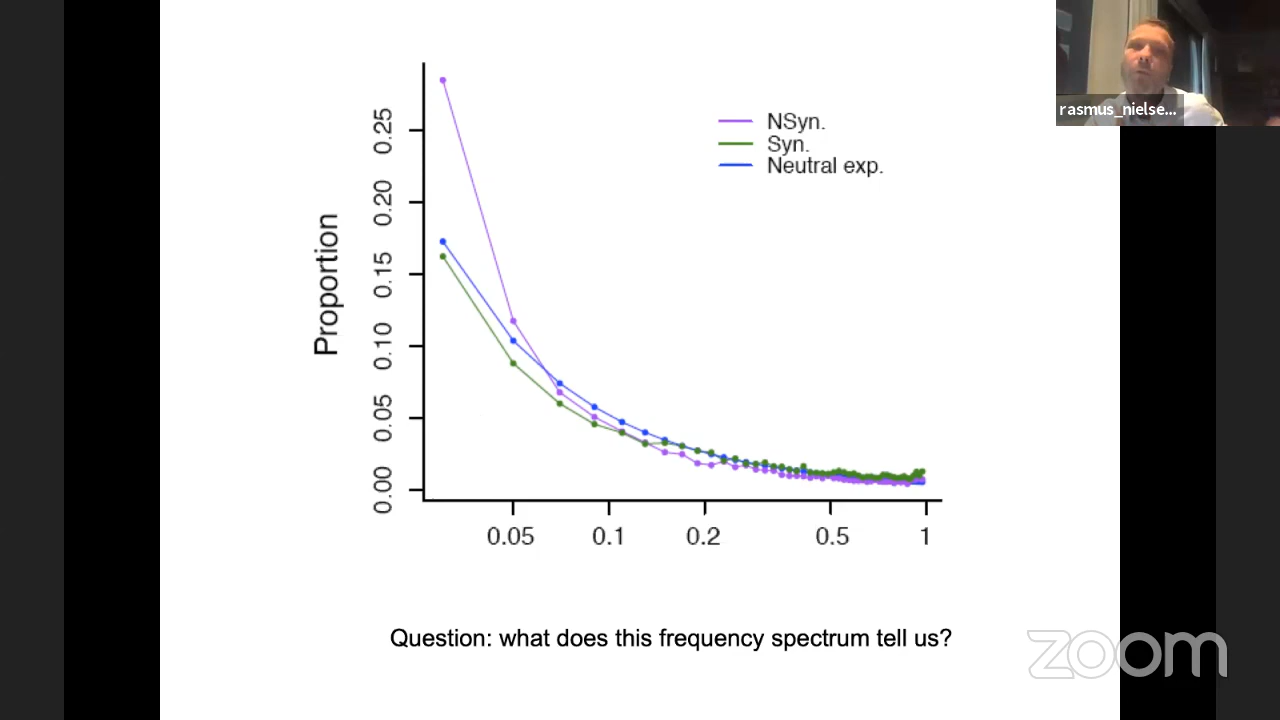 rasmus_nielse...
NSyn.
Syn.
Neutral exp.
Proportion
0.25
0.20
0.15
0.10
0.05
0.00
0.05
0.1
0.2
0.5
1
Question: what does this frequency spectrum tell us?
zoom